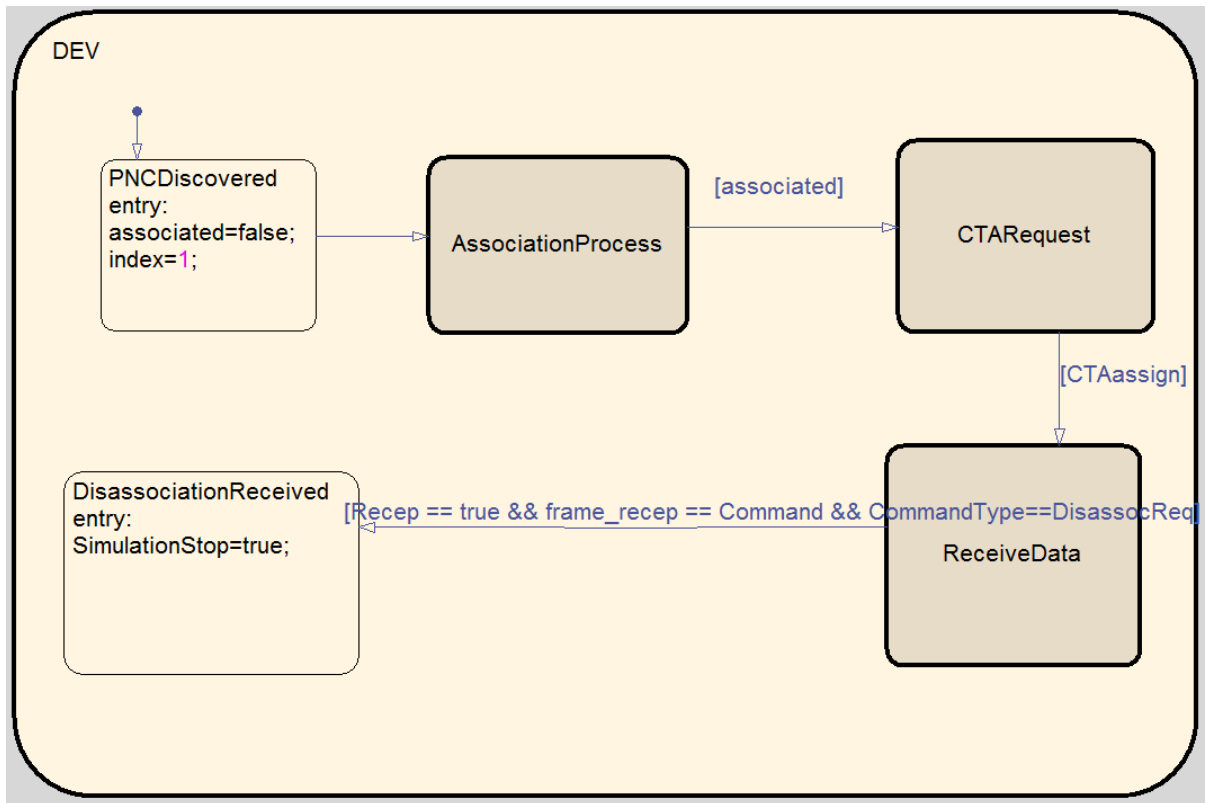 DEV
PNCDiscovered
entry:
associated=false;
index=1;
AssociationProcess
[associated]
CTARequest
[CTAassign]
DisassociationReceived
entry:
SimulationStop=true;
[Recep == true && frame_recep == Command && CommandType==DisassocReq]
ReceiveData